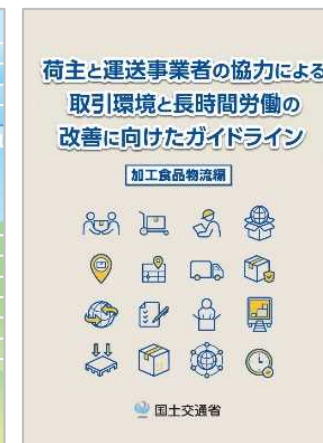 荷主と運送事業者の協力による
取引環境と長時間労働の
改善に向けたガイドライン
加工食品物流編
国土交通省